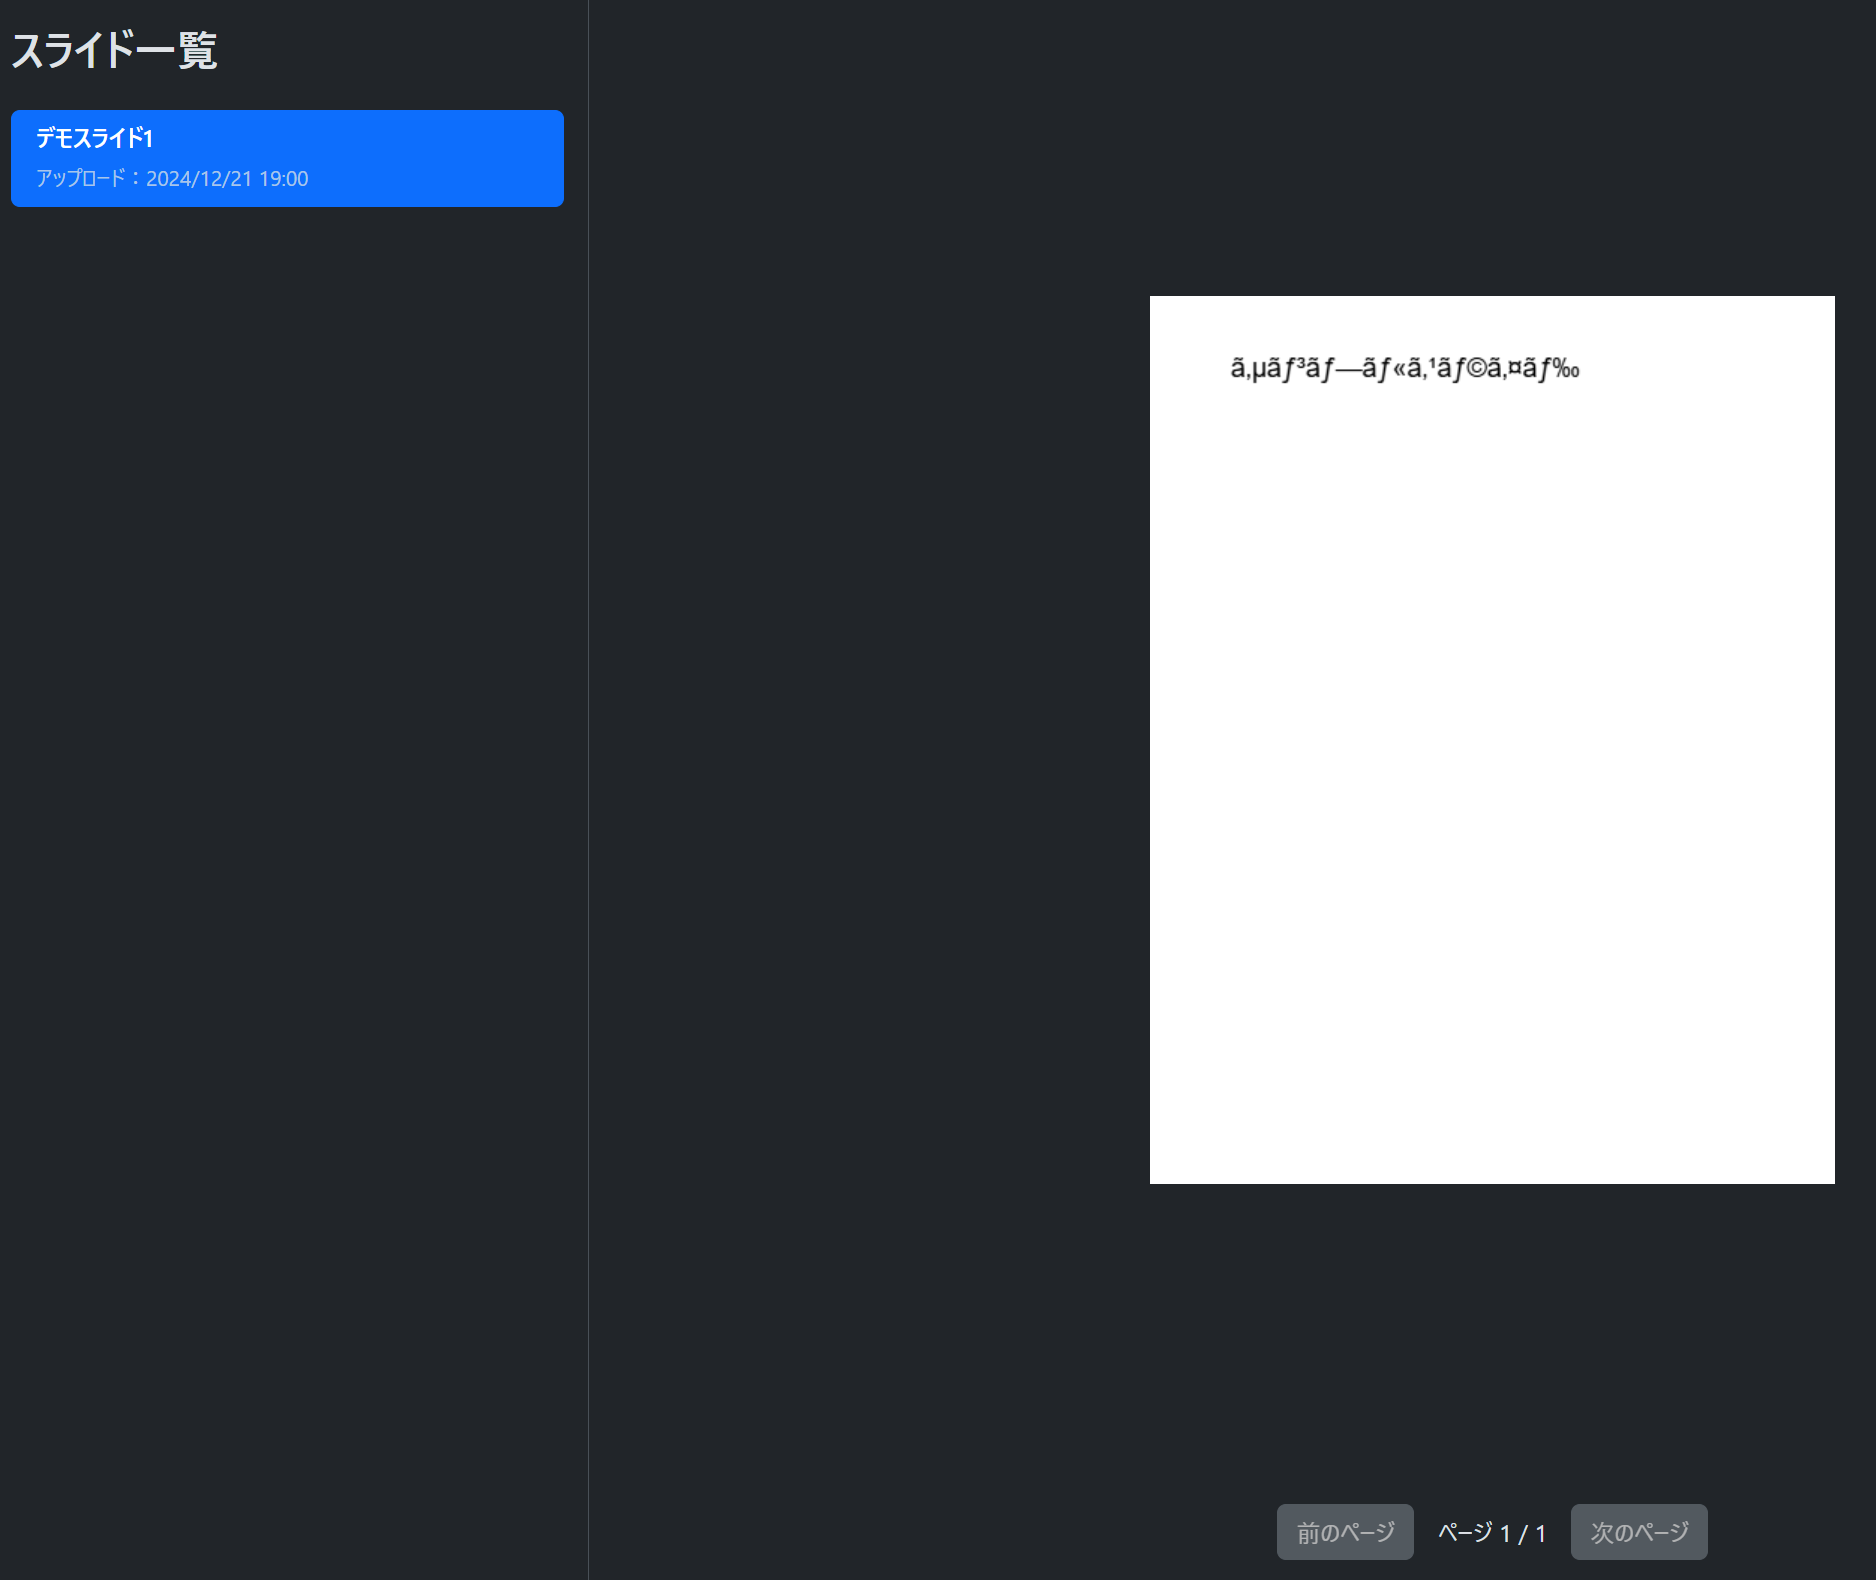 スライド一覧
デモスライド1
アップロード：2024/12/21 19:00
ã‚µãƒ³ãƒ—ãƒ«ã‚¹ãƒ©ã‚¤ãƒ‰
前のページ
ページ 1 / 1
次のページ